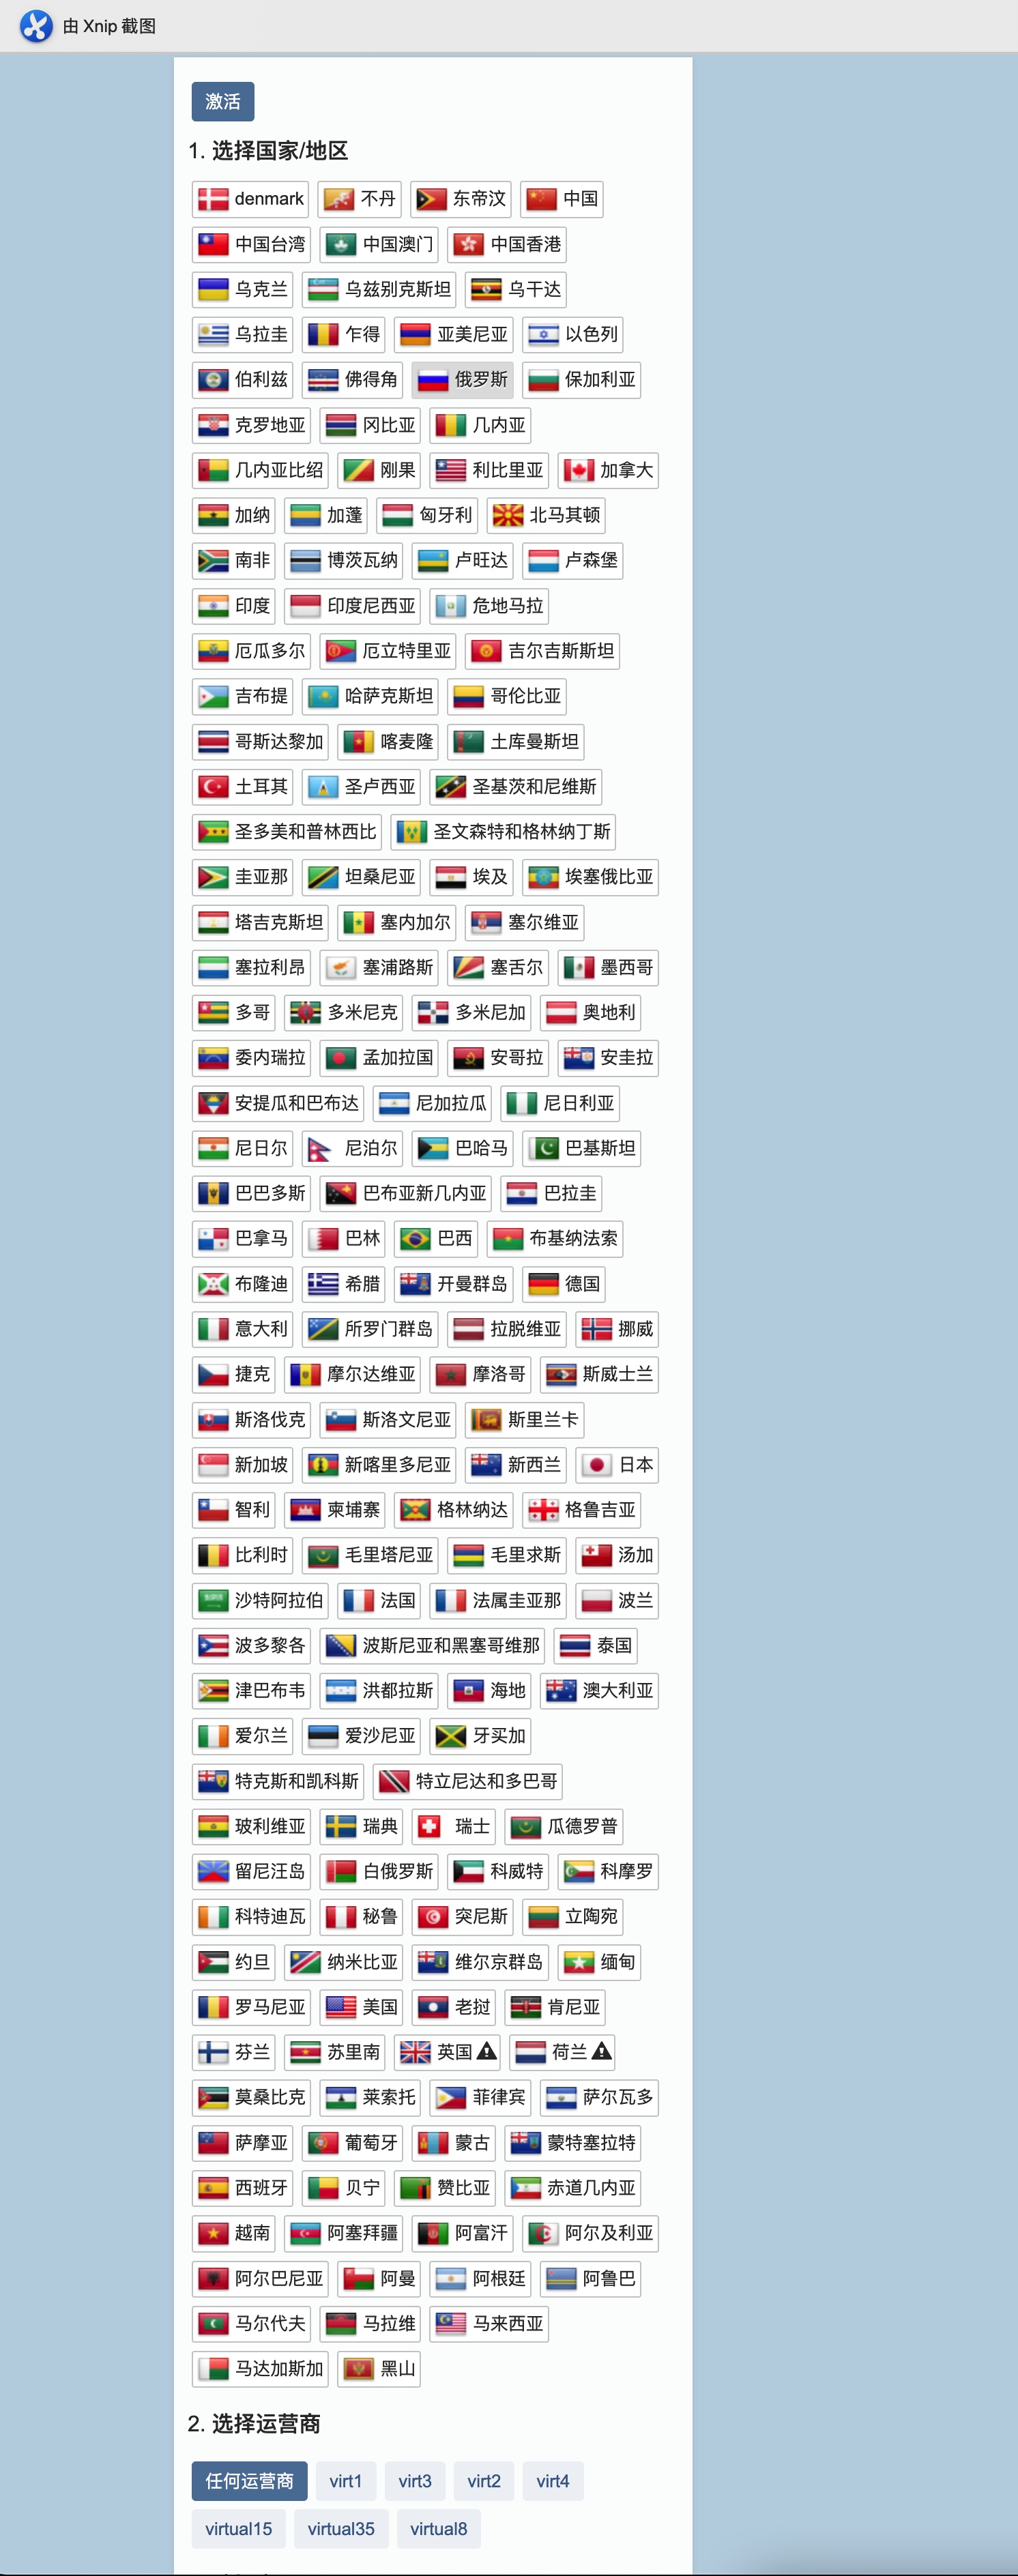 由 Xnip 截图
激活
1. 选择国家/地区
denmark 不丹 东帝汶 中国
中国台湾 中国澳门 中国香港
乌克兰 乌兹别克斯坦 乌干达
乌拉圭 乍得 亚美尼亚 以色列
伯利兹 佛得角 俄罗斯 保加利亚
克罗地亚 冈比亚 几内亚
几内亚比绍 刚果 利比里亚 加拿大
加纳 加蓬 匈牙利 北马其顿
南非 博茨瓦纳 卢旺达 卢森堡
印度 印度尼西亚 危地马拉
厄瓜多尔 厄立特里亚 吉尔吉斯斯坦
吉布提 哈萨克斯坦 哥伦比亚
哥斯达黎加 喀麦隆 土库曼斯坦
土耳其 圣卢西亚 圣基茨和尼维斯
圣多美和普林西比 圣文森特和格林纳丁斯
圭亚那 坦桑尼亚 埃及 埃塞俄比亚
塔吉克斯坦 塞内加尔 塞尔维亚
塞拉利昂 塞浦路斯 塞舌尔 墨西哥
多哥 多米尼克 多米尼加 奥地利
委内瑞拉 孟加拉国 安哥拉 安圭拉
安提瓜和巴布达 尼加拉瓜 尼日利亚
尼日尔 尼泊尔 巴哈马 巴基斯坦
巴巴多斯 巴布亚新几内亚 巴拉圭
巴拿马 巴林 巴西 布基纳法索
布隆迪 希腊 开曼群岛 德国
意大利 所罗门群岛 拉脱维亚 挪威
捷克 摩尔达维亚 摩洛哥 斯威士兰
斯洛伐克 斯洛文尼亚 斯里兰卡
新加坡 新喀里多尼亚 新西兰 日本
智利 柬埔寨 格林纳达 格鲁吉亚
比利时 毛里塔尼亚 毛里求斯 汤加
沙特阿拉伯 法国 法属圭亚那 波兰
波多黎各 波斯尼亚和黑塞哥维那 泰国
津巴布韦 洪都拉斯 海地 澳大利亚
爱尔兰 爱沙尼亚 牙买加
特克斯和凯科斯 特立尼达和多巴哥
玻利维亚 瑞典 瑞士 瓜德罗普
留尼汪岛 白俄罗斯 科威特 科摩罗
科特迪瓦 秘鲁 突尼斯 立陶宛
约旦 纳米比亚 维尔京群岛 缅甸
罗马尼亚 美国 老挝 肯尼亚
芬兰 苏里南 英国 荷兰
莫桑比克 莱索托 菲律宾 萨尔瓦多
萨摩亚 葡萄牙 蒙古 蒙特塞拉特
西班牙 贝宁 赞比亚 赤道几内亚
越南 阿塞拜疆 阿富汗 阿尔及利亚
阿尔巴尼亚 阿曼 阿根廷 阿鲁巴
马尔代夫 马拉维 马来西亚
马达加斯加 黑山
2. 选择运营商
任何运营商 virt1 virt3 virt2 virt4
virtual15 virtual35 virtual8